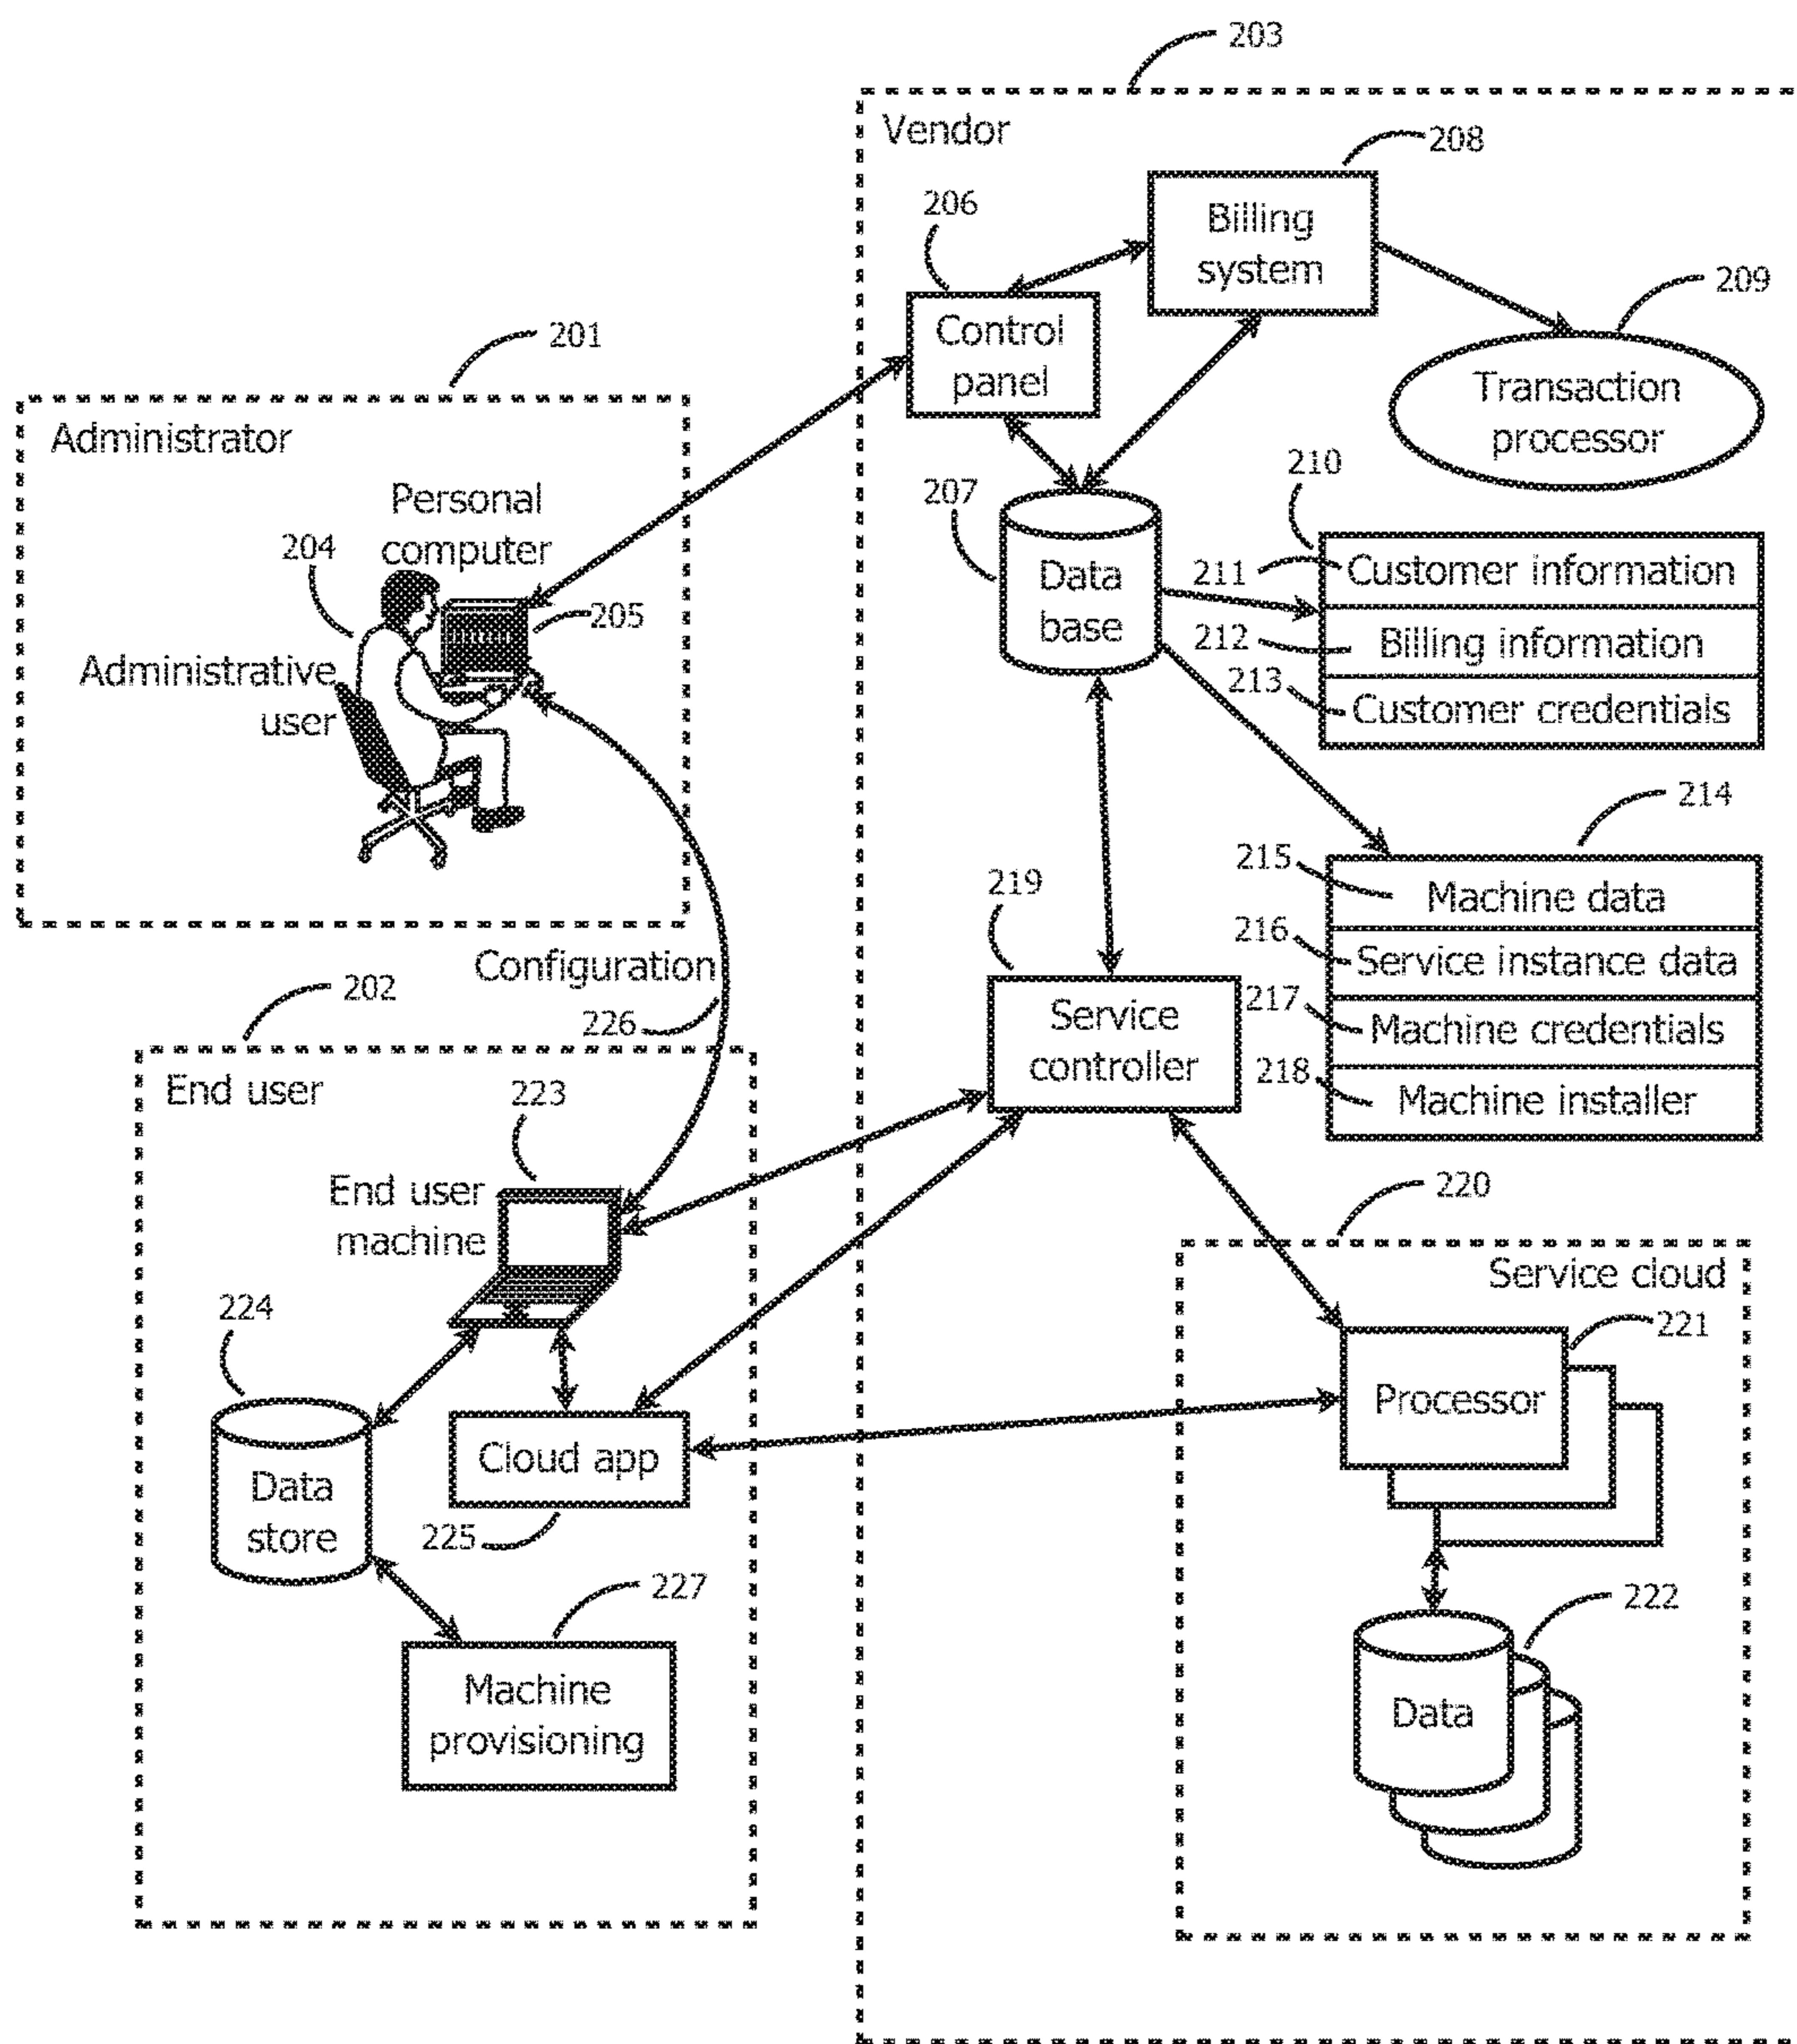 203
Vendor
208
206
Billing
system
209
Control
panel
Transaction
processor
201
Administrator
Personal
computer
204
205
Administrative
user
207
Data
base
210
211
Customer information
212
Billing information
213
Customer credentials
214
215
Machine data
216
Service instance data
217
Machine credentials
218
Machine installer
219
Service
controller
Configuration
226
202
End user
223
End user
machine
224
Data
store
Cloud app
225
227
Machine
provisioning
220
Service cloud
221
Processor
222
Data